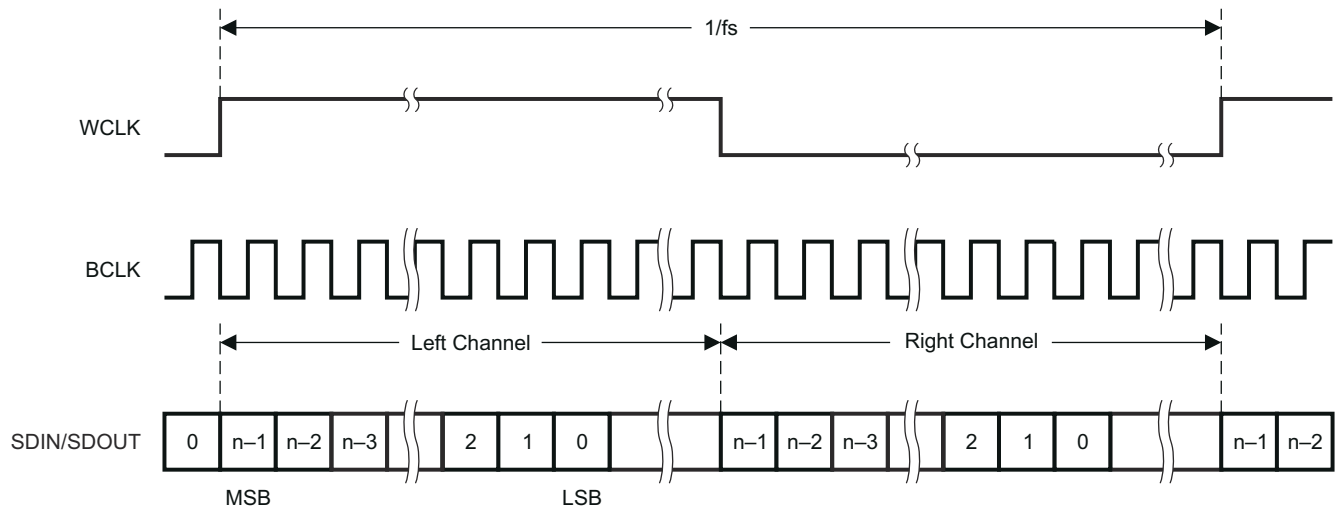 1/fs
WCLK
BCLK
Left Channel
Right Channel
SDIN/SDOUT 0 n–1 n–2 n–3 2 1 0 n–1 n–2 n–3 2 1 0 n–1 n–2
MSB LSB